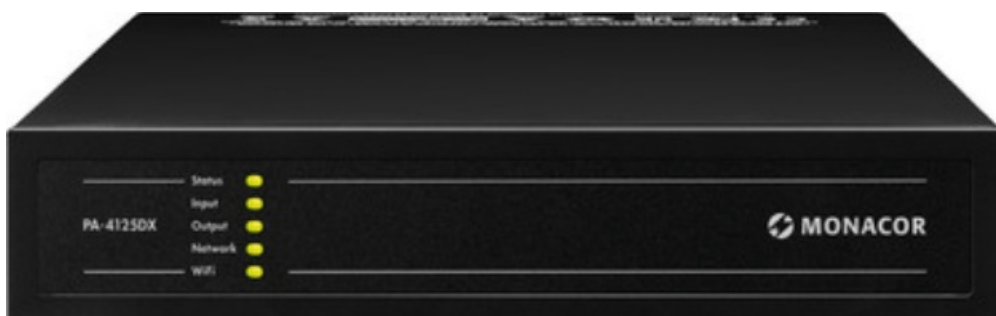 Status
Input
PA-4125DX Output MONACOR
Network
WiFi